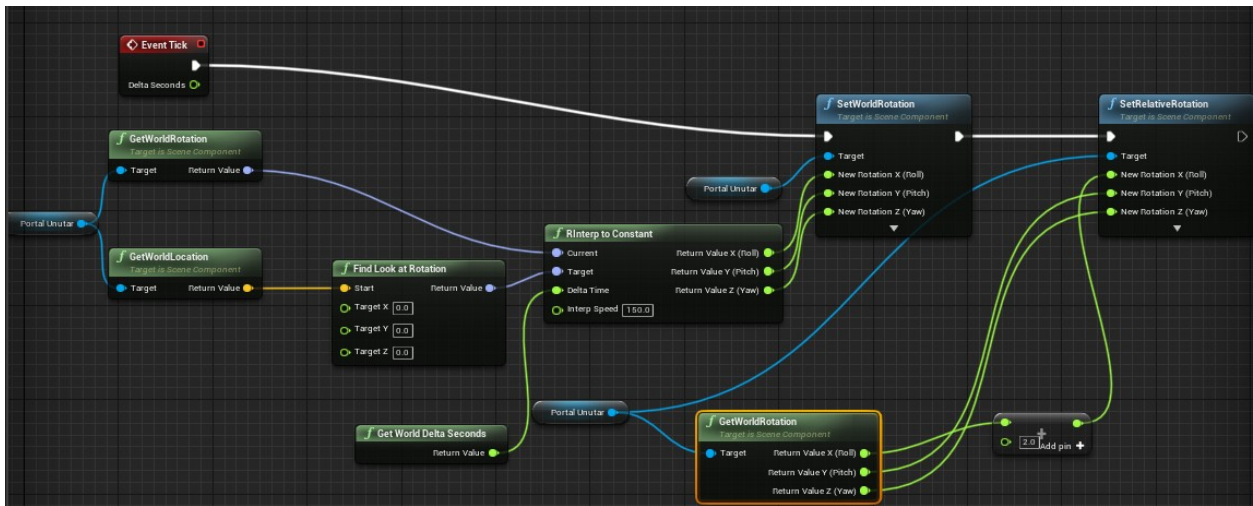 Event Tick
Delta Seconds
GetWorldRotation
Target is Scene Component
Target Return Value
Portal Unutar
GetWorldLocation
Target is Scene Component
Target Return Value
Find Look at Rotation
Start Return Value
Target X 0.0
Target Y 0.0
Target Z 0.0
Get World Delta Seconds
Return Value
RInterp to Constant
Current Return Value X (Roll)
Target Return Value Y (Pitch)
Delta Time Return Value Z (Yaw)
Interp Speed 150.0
Portal Unutar
SetWorldRotation
Target is Scene Component
Target
New Rotation X (Roll)
New Rotation Y (Pitch)
New Rotation Z (Yaw)
SetRelativeRotation
Target is Scene Component
Target
New Rotation X (Roll)
New Rotation Y (Pitch)
New Rotation Z (Yaw)
Portal Unutar
GetWorldRotation
Target is Scene Component
Target Return Value X (Roll)
Return Value Y (Pitch)
Return Value Z (Yaw)
2.0 Add pin +